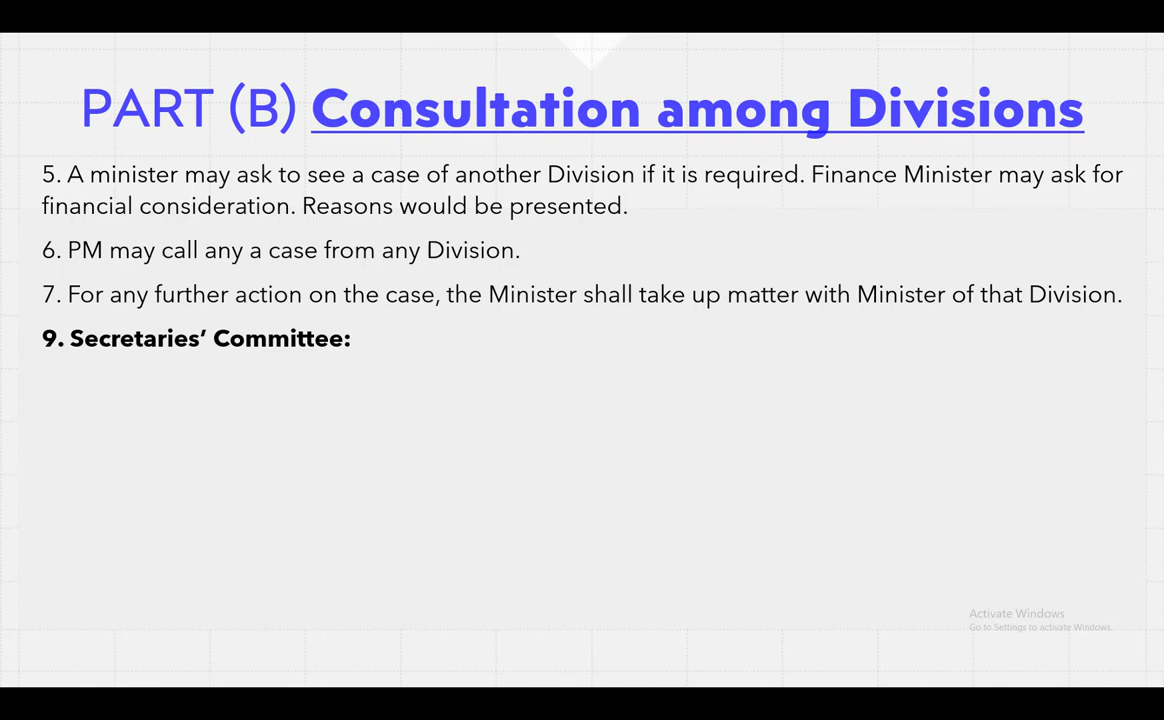 PART (B) Consultation among Divisions
5. A minister may ask to see a case of another Division if it is required. Finance Minister may ask for
financial consideration. Reasons would be presented.
6. PM may call any a case from any Division.
7. For any further action on the case, the Minister shall take up matter with Minister of that Division.
9. Secretaries’ Committee:
Activate Windows
Go to Settings to activate Windows.